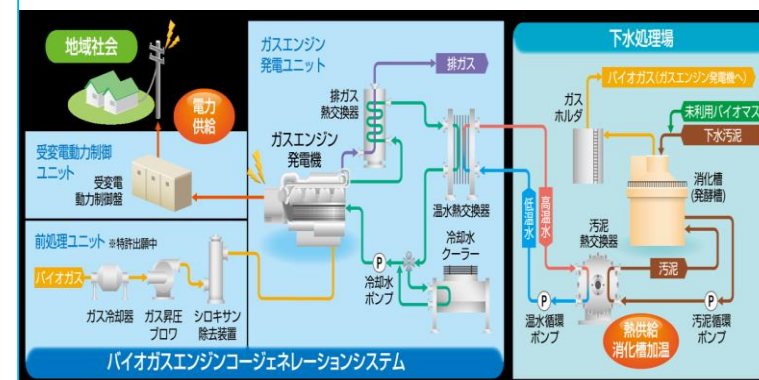 地域社会
電力
供給
受変電動力制御
ユニット
受変電
動力制御盤
前処理ユニット ※特許出願中
バイオガス
ガス冷却器
ガス昇圧
ブロワ
シロキサン
除去装置
ガスエンジン
発電ユニット
排ガス
排ガス
熱交換器
ガスエンジン
発電機
温水熱交換器
冷却水
クーラー
P
冷却水
ポンプ
バイオガスエンジンコージェネレーションシステム
下水処理場
バイオガス(ガスエンジン発電機へ)
ガス
ホルダ
未利用バイオマス
下水汚泥
消化槽
(発酵槽)
低温水
高温水
汚泥
熱交換器
汚泥
P
温水循環
ポンプ
熱供給
消化槽加温
P
汚泥循環
ポンプ